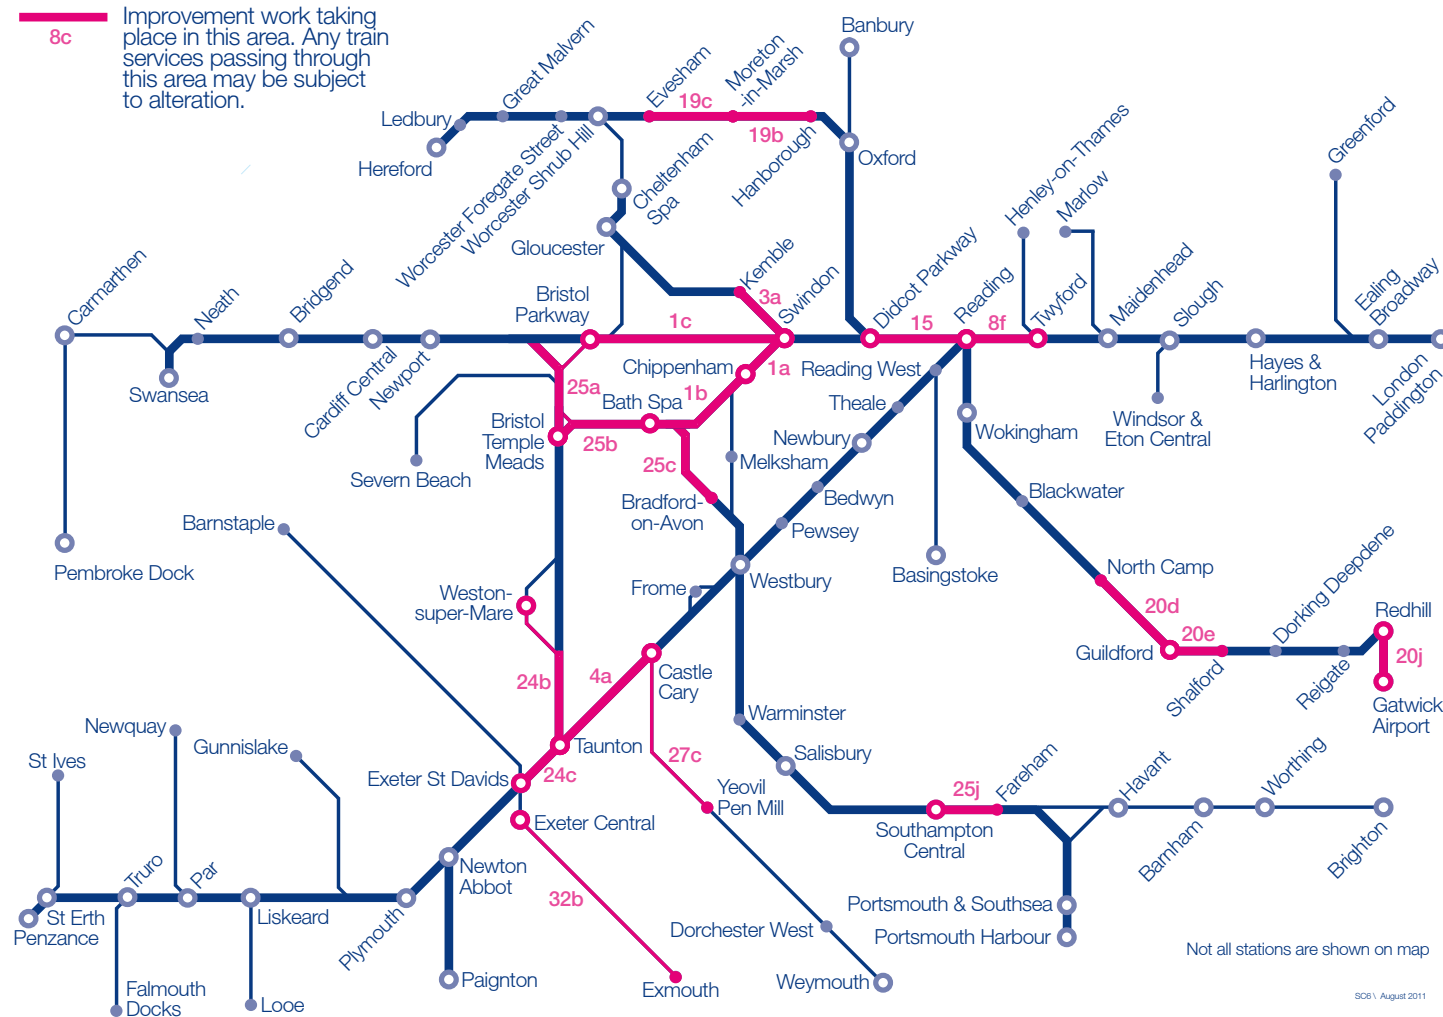 Improvement work taking
place in this area. Any train
services passing through
this area may be subject
to alteration.
8c
Banbury
Great Malvern
Evesham
Moreton
-in-Marsh
19c
19b
Ledbury
Hereford
Worcester Foregate Street
Worcester Shrub Hill
Cheltenham
Spa
Hanborough
Oxford
Henley-on-Thames
Marlow
Greenford
Gloucester
Kemble
3a
Swindon
Didcot Parkway
Reading
Twyford
Maidenhead
Slough
Ealing
Broadway
Carmarthen
Neath
Bridgend
Bristol
Parkway
1c
15
8f
Swansea
Cardiff Central
Newport
Chippenham
1a
Reading West
Hayes &
Harlington
London
Paddington
25a
1b
Bath Spa
Theale
Windsor &
Eton Central
Bristol
Temple
Meads
25b
Newbury
Wokingham
Severn Beach
25c
Melksham
Bedwyn
Blackwater
Bradford-
on-Avon
Pewsey
Barnstaple
Pembroke Dock
Westbury
Basingstoke
North Camp
Dorking Deepdene
Weston-
super-Mare
Frome
20d
20e
Redhill
Guildford
Shalford
Reigate
20j
Gatwick
Airport
24b
4a
Castle
Cary
Warminster
Newquay
Gunnislake
Taunton
St Ives
Exeter St Davids
24c
27c
Salisbury
Yeovil
Pen Mill
25j
Fareham
Havant
Worthing
Exeter Central
Southampton
Central
Barnham
Brighton
Newton
Abbot
Truro
Par
32b
St Erth
Penzance
Liskeard
Plymouth
Portsmouth & Southsea
Dorchester West
Portsmouth Harbour
Not all stations are shown on map
Falmouth
Docks
Looe
Paignton
Exmouth
Weymouth
SC6 \ August 2011